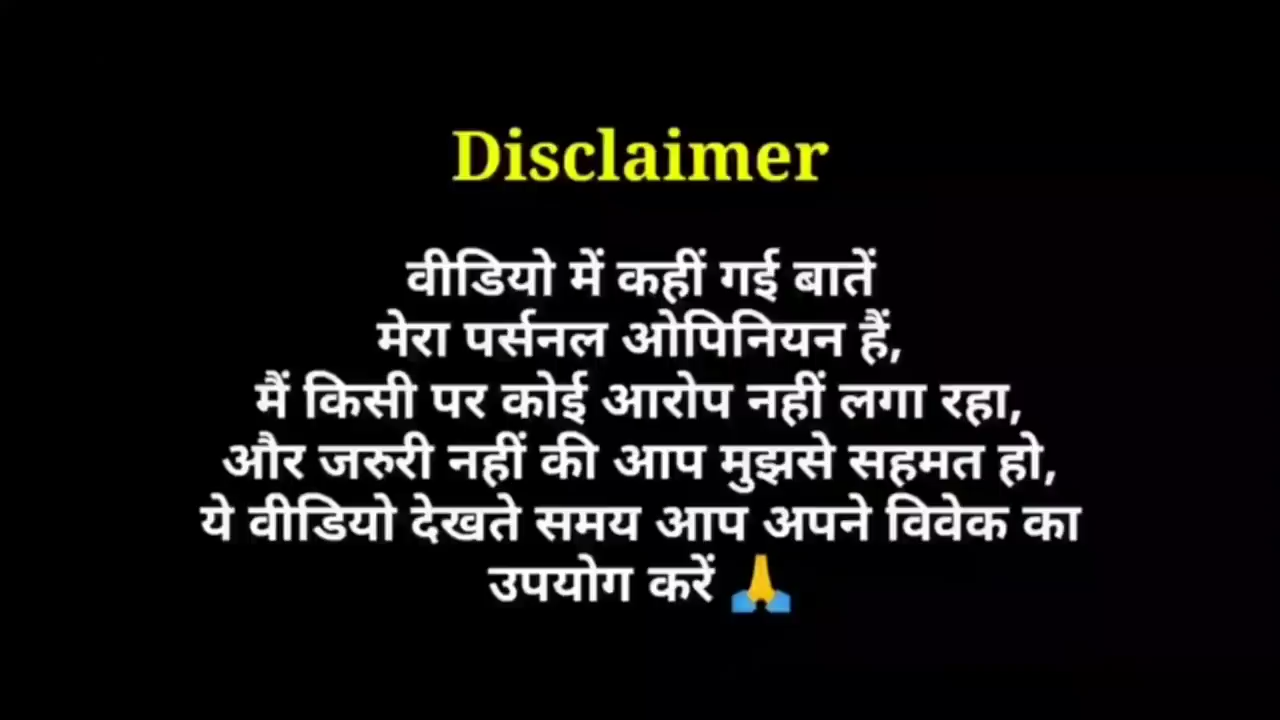 Disclaimer
वीडियो में कहीं गई बातें
मेरा पर्सनल ओपिनियन हैं,
मैं किसी पर कोई आरोप नहीं लगा रहा,
और जरुरी नहीं की आप मुझसे सहमत हो,
ये वीडियो देखते समय आप अपने विवेक का
उपयोग करें 🙏